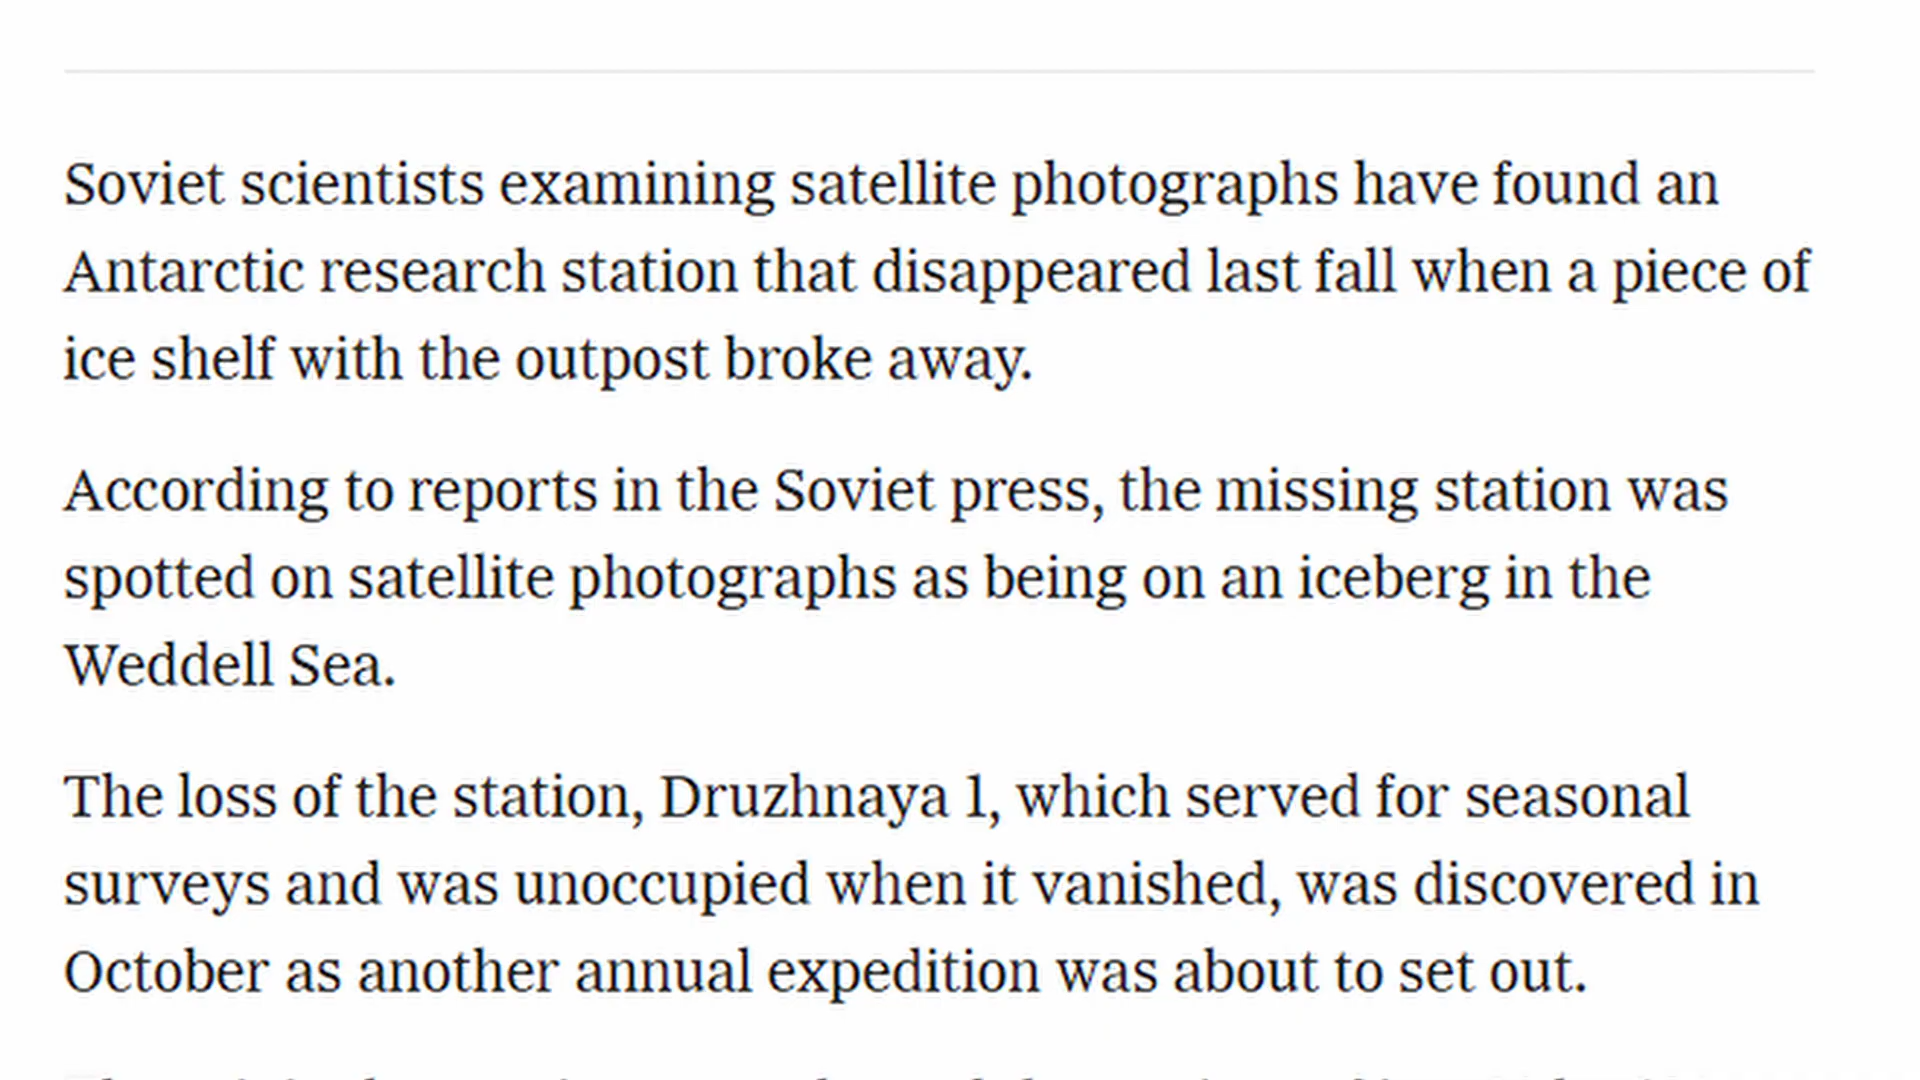 Soviet scientists examining satellite photographs have found an
Antarctic research station that disappeared last fall when a piece of
ice shelf with the outpost broke away.
According to reports in the Soviet press, the missing station was
spotted on satellite photographs as being on an iceberg in the
Weddell Sea.
The loss of the station, Druzhnaya 1, which served for seasonal
surveys and was unoccupied when it vanished, was discovered in
October as another annual expedition was about to set out.